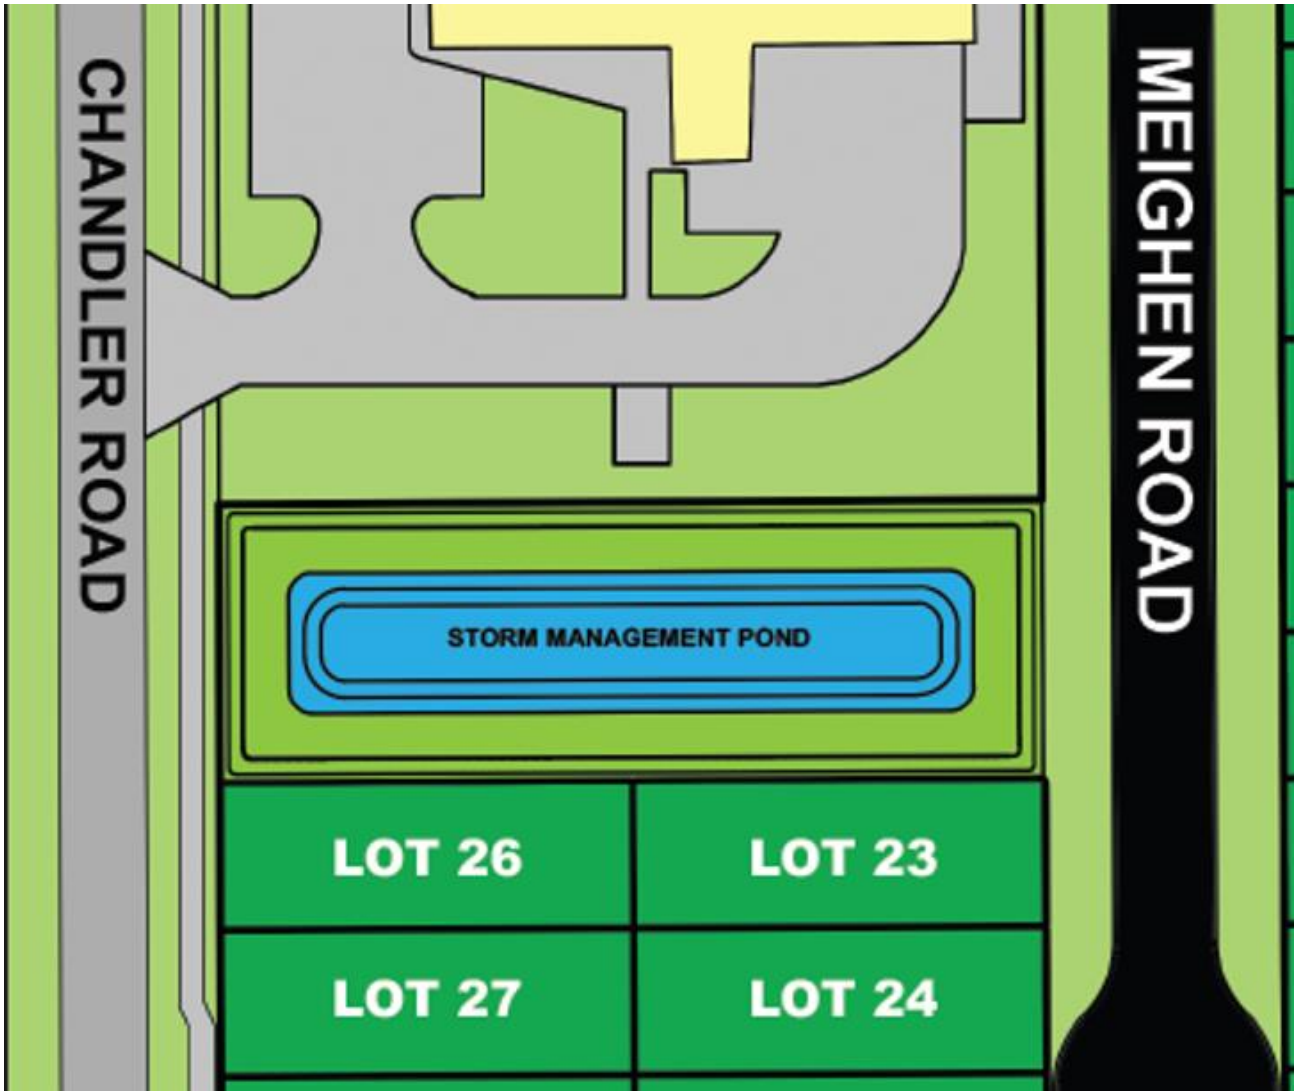 CHANDLER ROAD
MEIGHEN ROAD
STORM MANAGEMENT POND
LOT 26
LOT 23
LOT 27
LOT 24